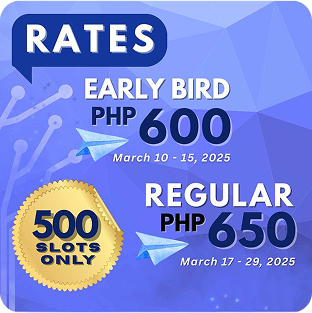 RATES
EARLY BIRD
PHP 600
March 10 - 15, 2025
REGULAR
PHP 650
March 17 - 29, 2025
500
SLOTS
ONLY